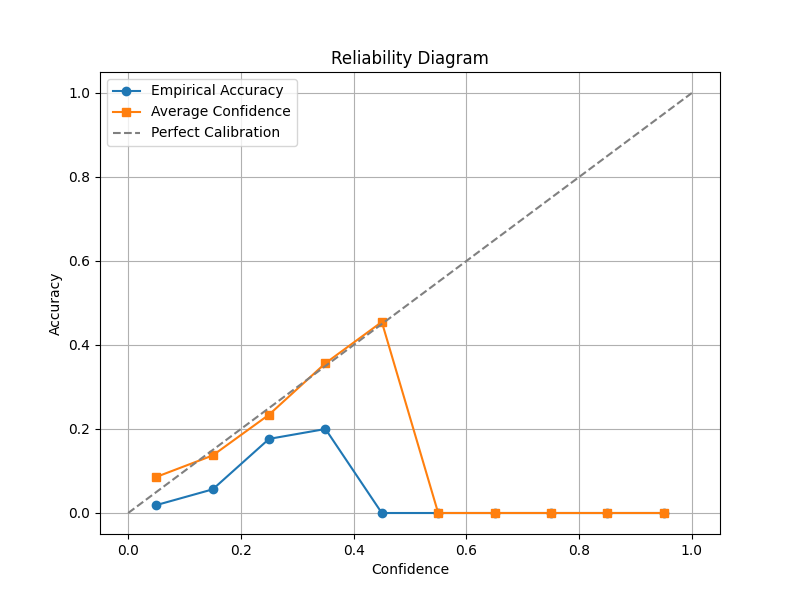 Reliability Diagram
Empirical Accuracy
Average Confidence
Perfect Calibration
1.0
0.8
0.6
0.4
0.2
0.0
Accuracy
0.0 0.2 0.4 0.6 0.8 1.0
Confidence